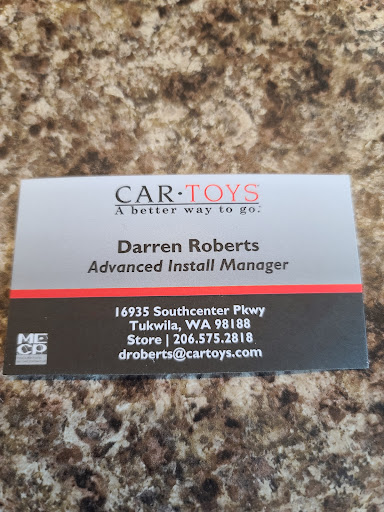 CAR·TOYS®
A better way to go.
Darren Roberts
Advanced Install Manager
16935 Southcenter Pkwy
Tukwila, WA 98188
Store | 206.575.2818
droberts@cartoys.com
MECP